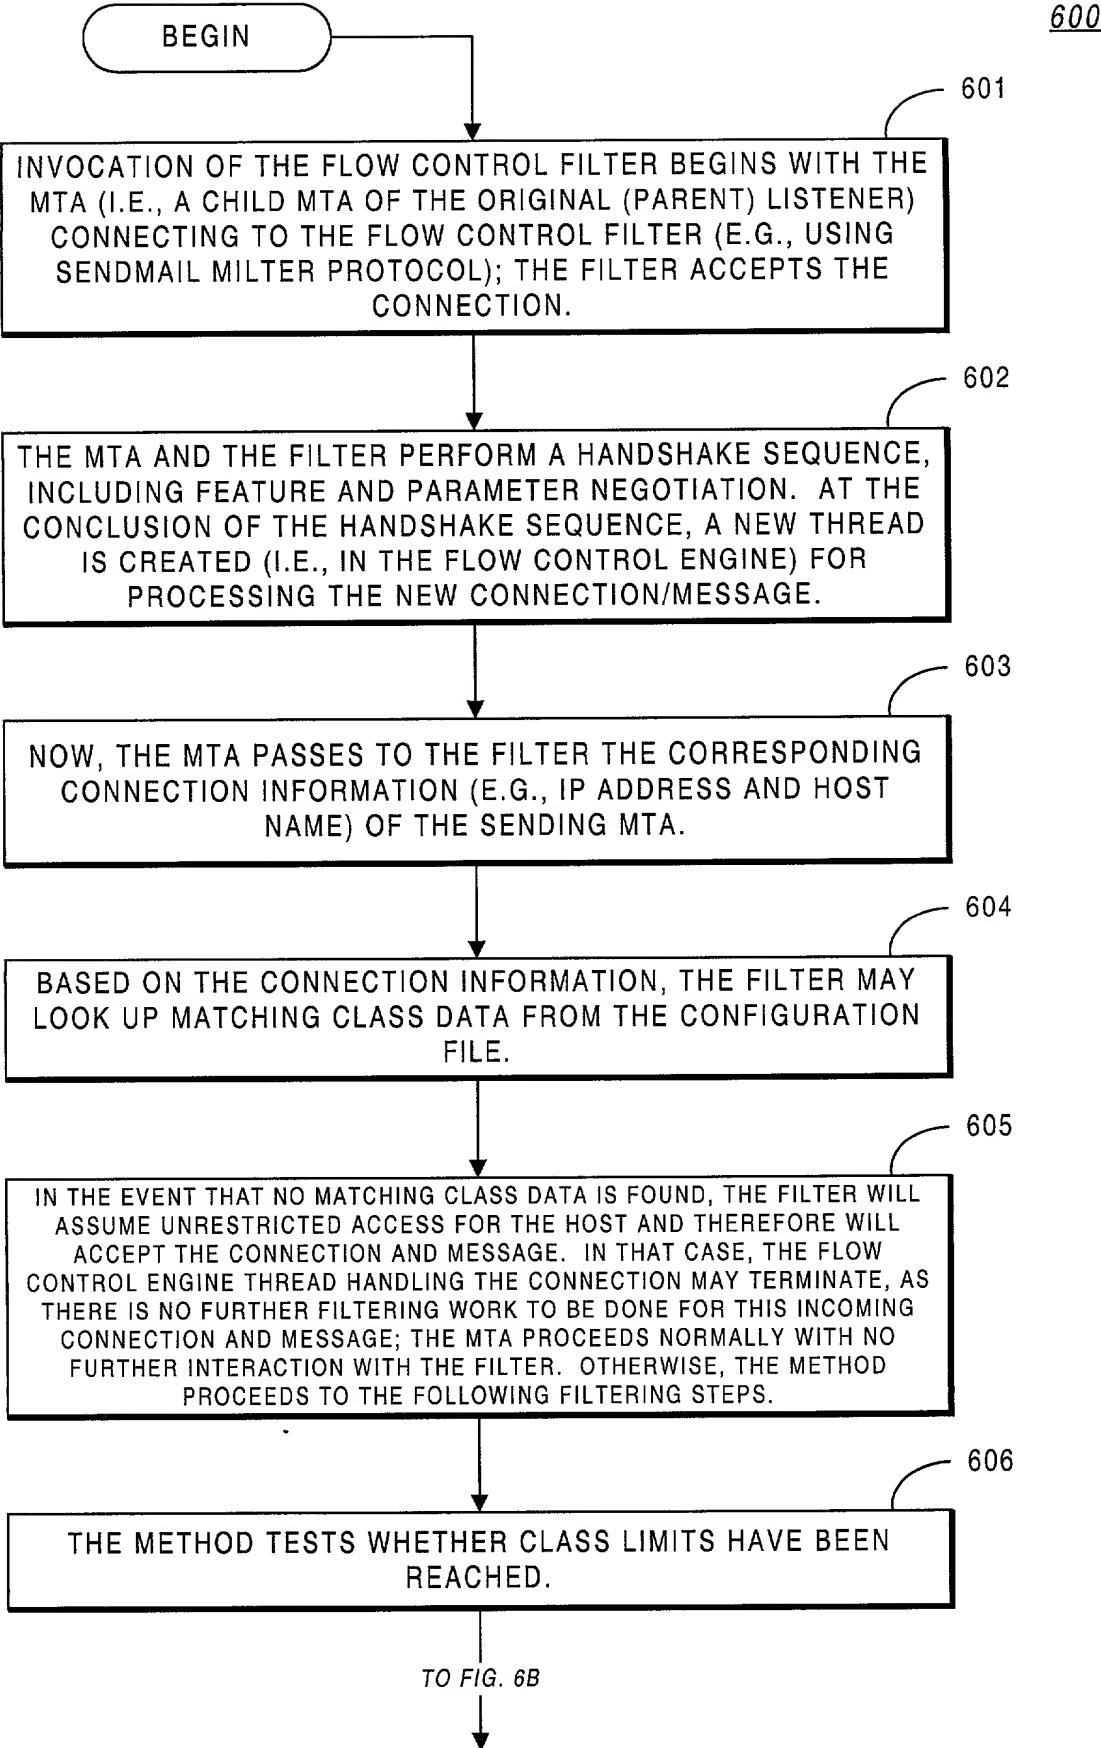 600
BEGIN
601
INVOCATION OF THE FLOW CONTROL FILTER BEGINS WITH THE
MTA (I.E., A CHILD MTA OF THE ORIGINAL (PARENT) LISTENER)
CONNECTING TO THE FLOW CONTROL FILTER (E.G., USING
SENDMAIL MILTER PROTOCOL); THE FILTER ACCEPTS THE
CONNECTION.
602
THE MTA AND THE FILTER PERFORM A HANDSHAKE SEQUENCE,
INCLUDING FEATURE AND PARAMETER NEGOTIATION. AT THE
CONCLUSION OF THE HANDSHAKE SEQUENCE, A NEW THREAD
IS CREATED (I.E., IN THE FLOW CONTROL ENGINE) FOR
PROCESSING THE NEW CONNECTION/MESSAGE.
603
NOW, THE MTA PASSES TO THE FILTER THE CORRESPONDING
CONNECTION INFORMATION (E.G., IP ADDRESS AND HOST
NAME) OF THE SENDING MTA.
604
BASED ON THE CONNECTION INFORMATION, THE FILTER MAY
LOOK UP MATCHING CLASS DATA FROM THE CONFIGURATION
FILE.
605
IN THE EVENT THAT NO MATCHING CLASS DATA IS FOUND, THE FILTER WILL
ASSUME UNRESTRICTED ACCESS FOR THE HOST AND THEREFORE WILL
ACCEPT THE CONNECTION AND MESSAGE. IN THAT CASE, THE FLOW
CONTROL ENGINE THREAD HANDLING THE CONNECTION MAY TERMINATE, AS
THERE IS NO FURTHER FILTERING WORK TO BE DONE FOR THIS INCOMING
CONNECTION AND MESSAGE; THE MTA PROCEEDS NORMALLY WITH NO
FURTHER INTERACTION WITH THE FILTER. OTHERWISE, THE METHOD
PROCEEDS TO THE FOLLOWING FILTERING STEPS.
606
THE METHOD TESTS WHETHER CLASS LIMITS HAVE BEEN
REACHED.
TO FIG. 6B